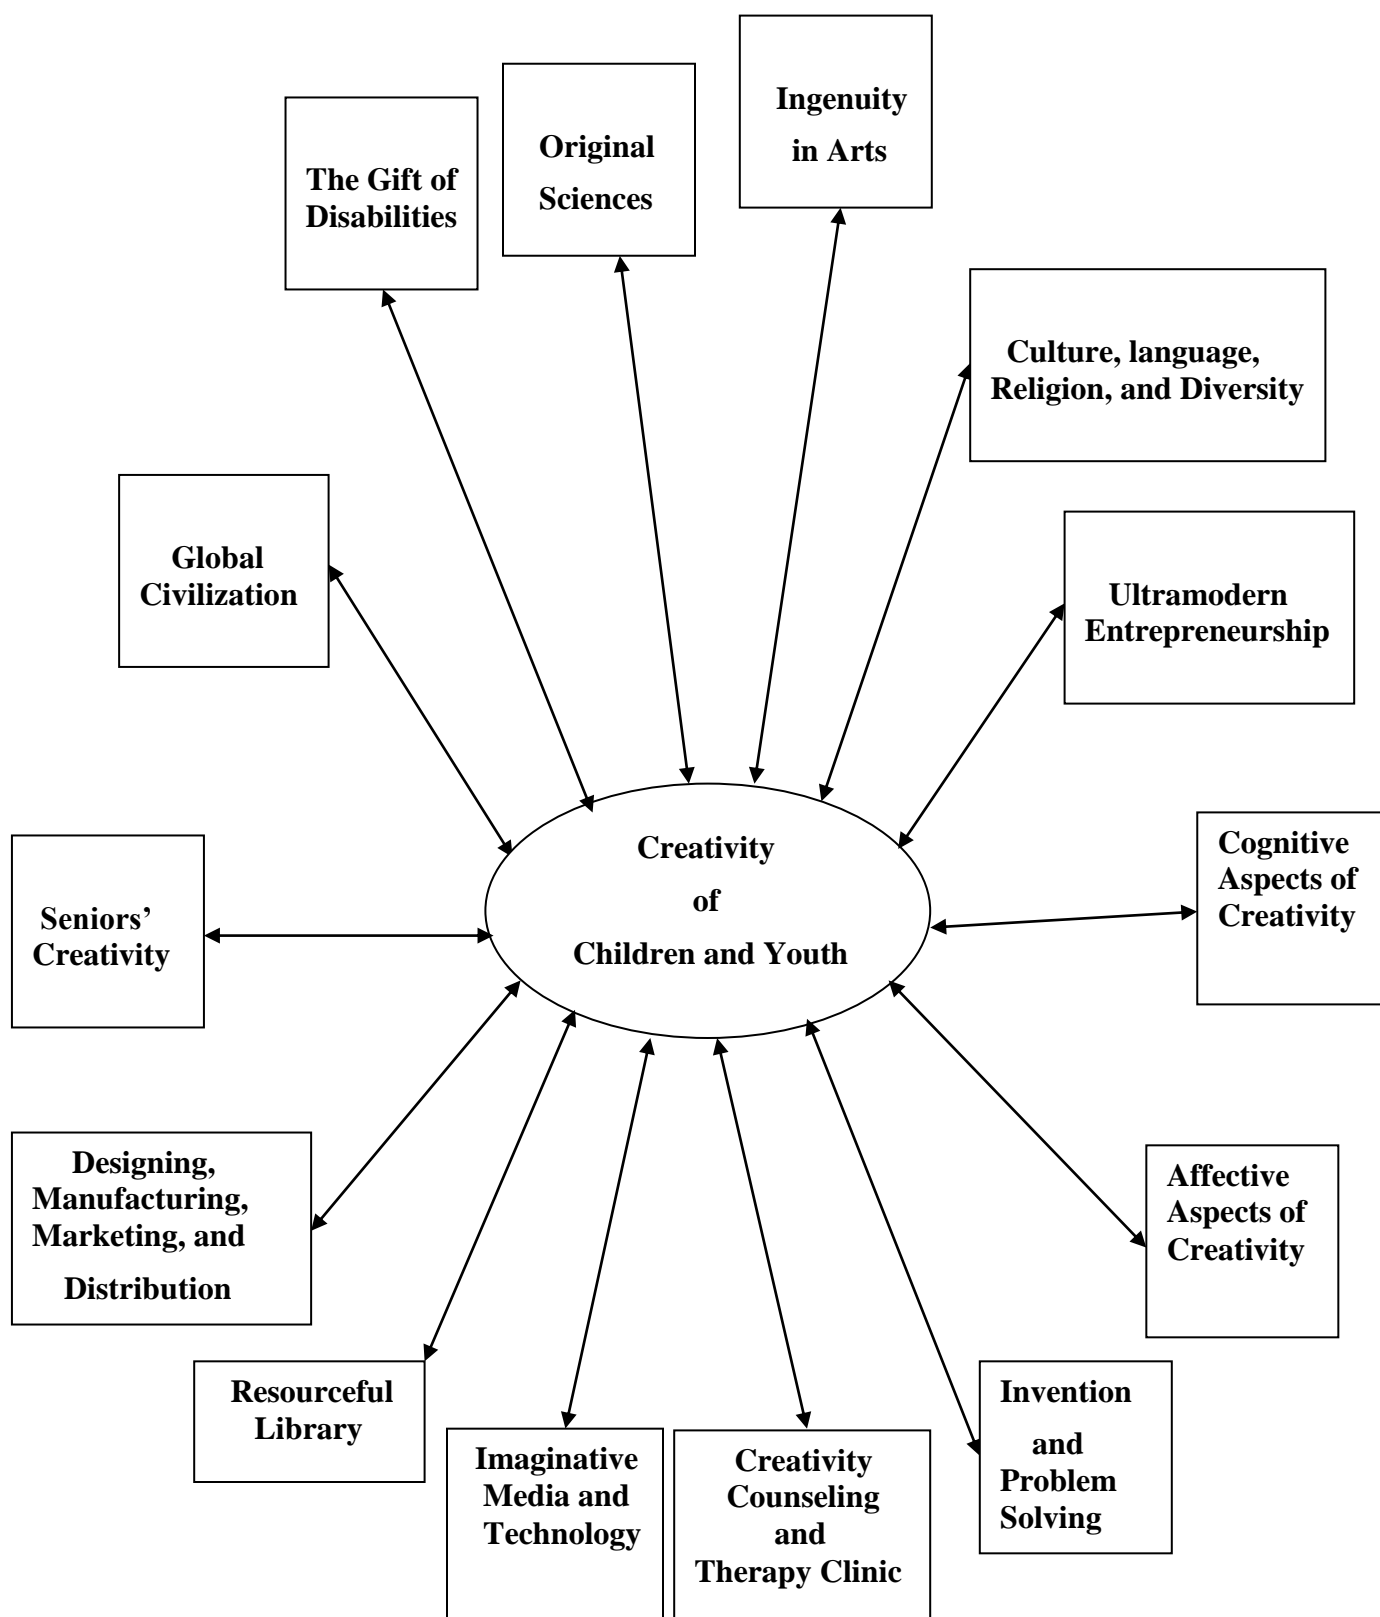 Ingenuity
in Arts
Original
Sciences
The Gift of
Disabilities
Culture, language,
Religion, and Diversity
Global
Civilization
Ultramodern
Entrepreneurship
Creativity
of
Children and Youth
Cognitive
Aspects of
Creativity
Seniors’
Creativity
Designing,
Manufacturing,
Marketing, and
Distribution
Affective
Aspects of
Creativity
Resourceful
Library
Imaginative
Media and
Technology
Creativity
Counseling
and
Therapy Clinic
Invention
and
Problem
Solving